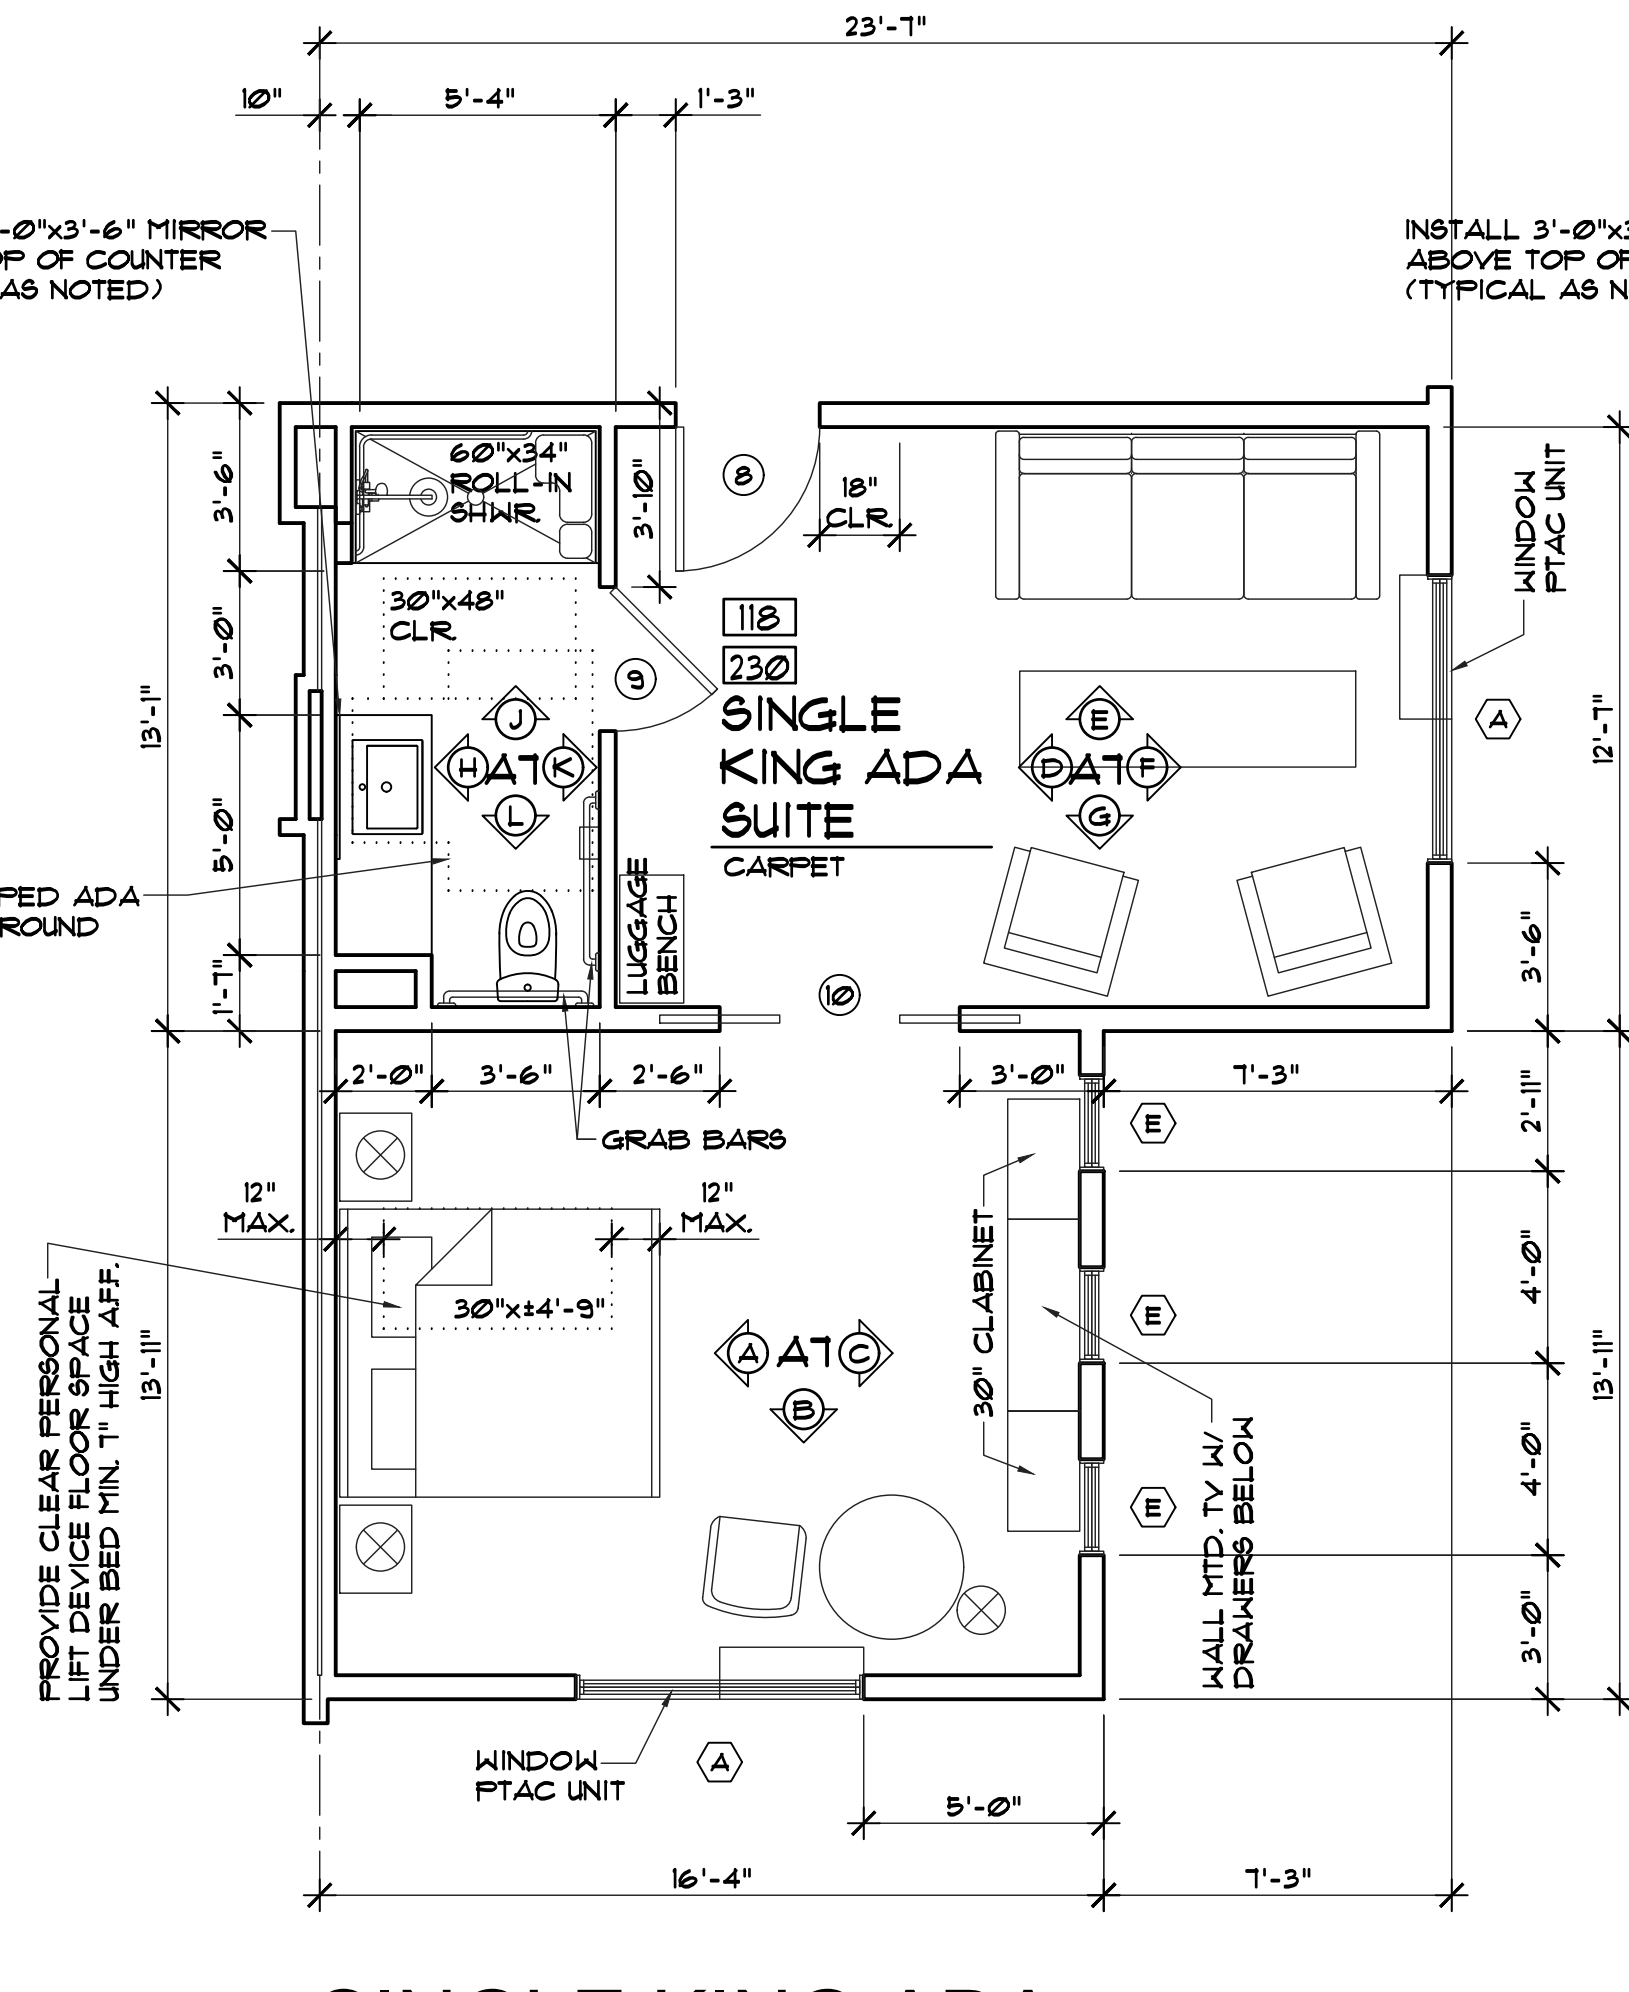 23'-7"
10"
5'-4"
1'-3"
-0"x3'-6" MIRROR
OP OF COUNTER
AS NOTED)
INSTALL 3'-0"x3
ABOVE TOP OF
(TYPICAL AS N
60"x34"
ROLL-IN
SHWR.
3'-6"
3'-10"
8
18"
CLR.
WINDOW
PTAC UNIT
30"x48"
CLR.
3'-0"
9
118
230
SINGLE
KING ADA
SUITE
CARPET
13'-1"
J
H A7 K
L
E
D A7 F
G
A
12'-7"
5'-0"
PED ADA
ROUND
LUGGAGE
BENCH
3'-6"
1'-7"
10
2'-0"
3'-6"
2'-6"
3'-0"
7'-3"
2'-11"
E
GRAB BARS
12"
MAX.
12"
MAX.
30" CLABINET
4'-0"
30"x±4'-9"
E
A A7 C
B
PROVIDE CLEAR PERSONAL
LIFT DEVICE FLOOR SPACE
UNDER BED MIN. 7" HIGH A.F.F.
13'-11"
13'-11"
4'-0"
E
WALL MTD. TV W/
DRAWERS BELOW
3'-0"
WINDOW
PTAC UNIT
A
5'-0"
16'-4"
7'-3"
SINGLE KING ADA